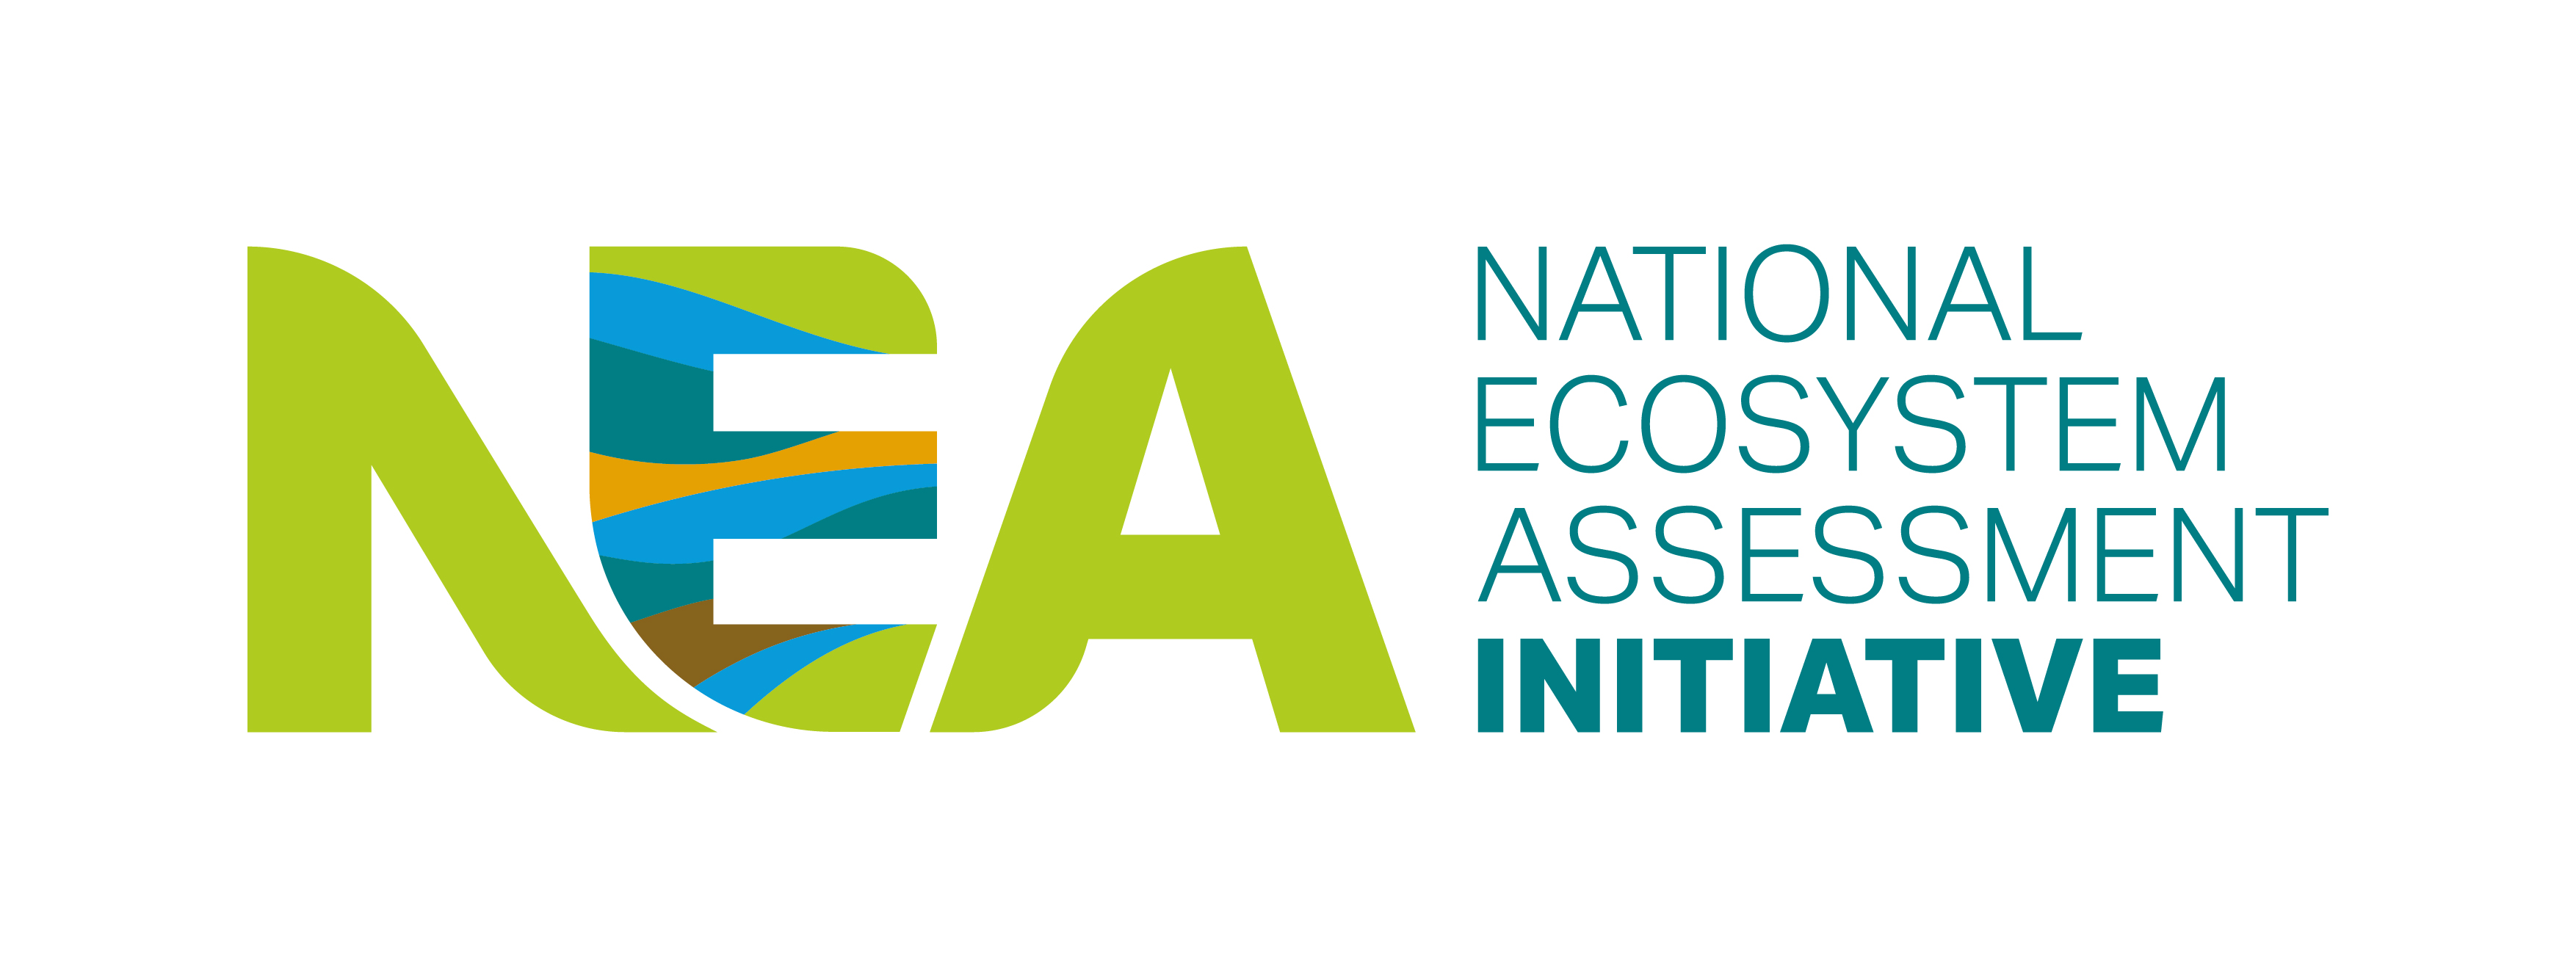 NEA
NATIONAL
ECOSYSTEM
ASSESSMENT
INITIATIVE